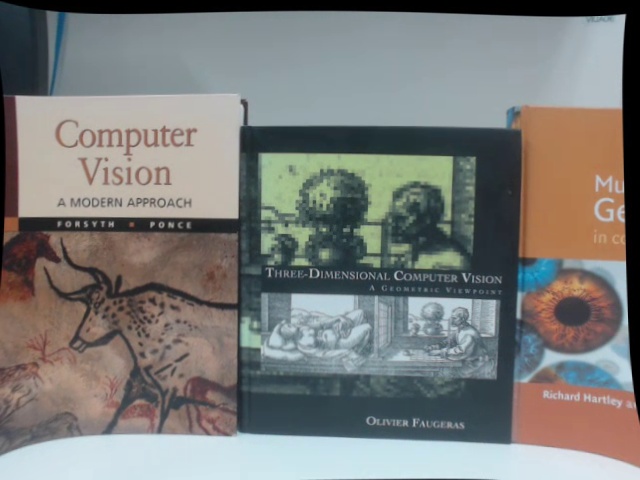 Computer
Vision
A MODERN APPROACH
FORSYTH ▪ PONCE
THREE-DIMENSIONAL COMPUTER VISION
A GEOMETRIC VIEWPOINT
OLIVIER FAUGERAS
Mu
Ge
in co
Richard Hartley a